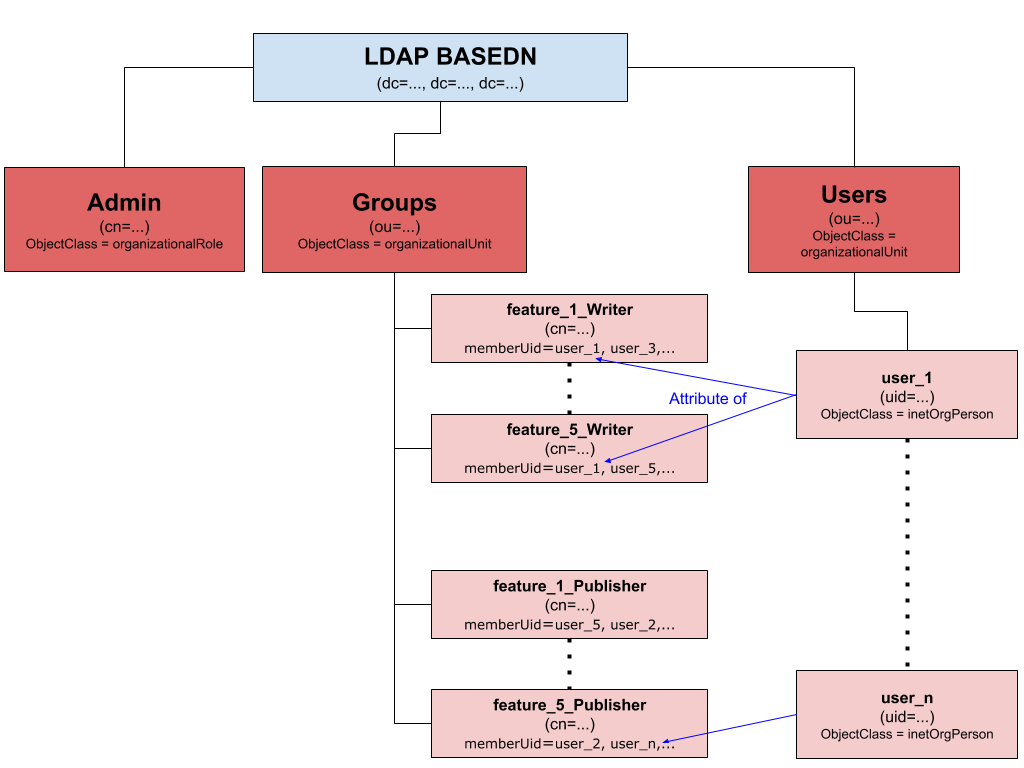 LDAP BASEDN
(dc=..., dc=..., dc=...)
Admin
(cn=...)
ObjectClass = organizationalRole
Groups
(ou=...)
ObjectClass = organizationalUnit
Users
(ou=...)
ObjectClass =
organizationalUnit
feature_1_Writer
(cn=...)
memberUid=user_1, user_3,...
Attribute of
feature_5_Writer
(cn=...)
memberUid=user_1, user_5,...
feature_1_Publisher
(cn=...)
memberUid=user_5, user_2,...
feature_5_Publisher
(cn=...)
memberUid=user_2, user_n,...
user_1
(uid=...)
ObjectClass = inetOrgPerson
user_n
(uid=...)
ObjectClass = inetOrgPerson